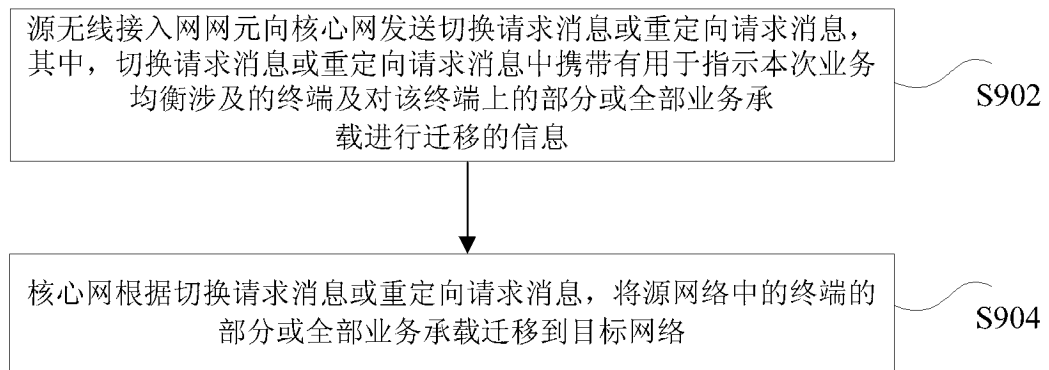 源无线接入网网元向核心网发送切换请求消息或重定向请求消息，
其中，切换请求消息或重定向请求消息中携带有用于指示本次业务
均衡涉及的终端及对该终端上的部分或全部业务承
载进行迁移的信息
S902
核心网根据切换请求消息或重定向请求消息，将源网络中的终端的
部分或全部业务承载迁移到目标网络
S904